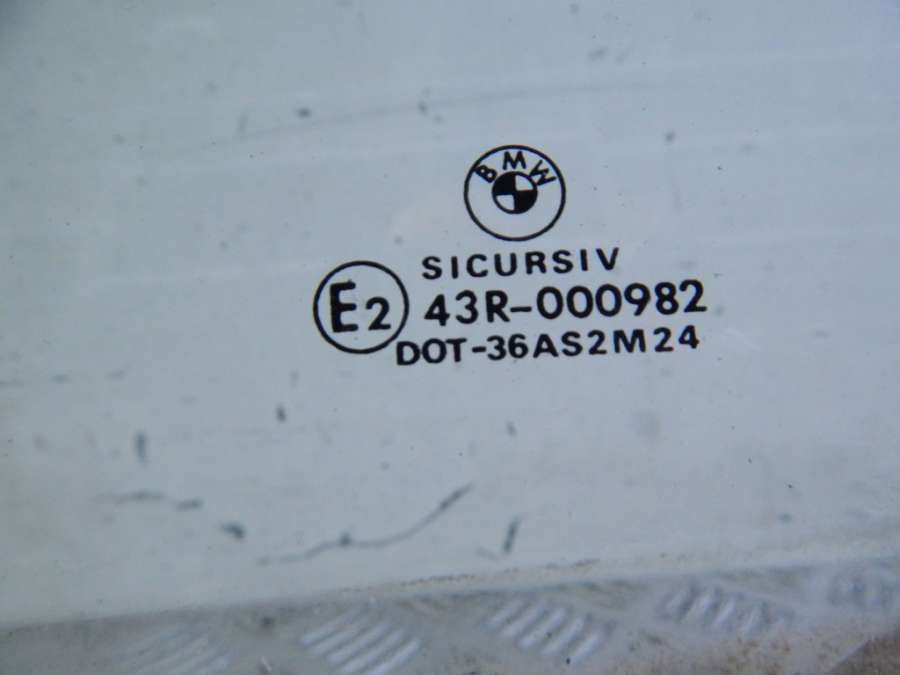 BMW
SICURSIV
E2 43R-000982
DOT-36AS2M24